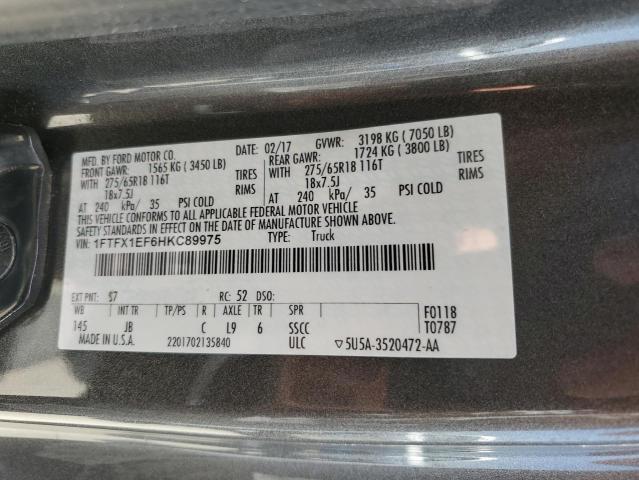 MFD. BY FORD MOTOR CO. 02/17 GVWR: 3198 KG ( 7050 LB)
FRONT GAWR: 1565 KG ( 3450 LB) REAR GAWR: 1724 KG ( 3800 LB)
WITH 275/65R18 116T TIRES WITH 275/65R18 116T TIRES
18x7.5J RIMS 18x7.5J RIMS
AT 240 kPa/ 35 PSI COLD AT 240 kPa/ 35 PSI COLD
THIS VEHICLE CONFORMS TO ALL APPLICABLE FEDERAL MOTOR VEHICLE
SAFETY STANDARDS IN EFFECT ON THE DATE OF MANUFACTURE SHOWN ABOVE.
VIN: 1FTFX1EF6HKC89975 TYPE: Truck
EXT PNT: S7 RC: 52 DSO:
WB INT TR TP/PS R AXLE TR SPR F0118
145 JB C L9 6 SSCC T0787
MADE IN U.S.A. 2201702135840 ULC ▽5U5A-3520472-AA